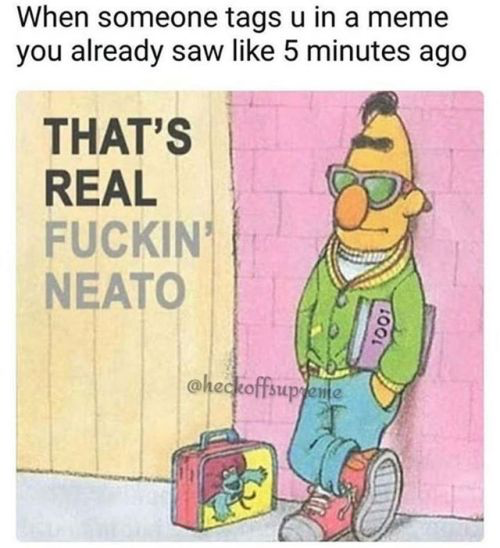 When someone tags u in a meme
you already saw like 5 minutes ago
THAT'S
REAL
FUCKIN'
NEATO
1001
@heckoffsupreme